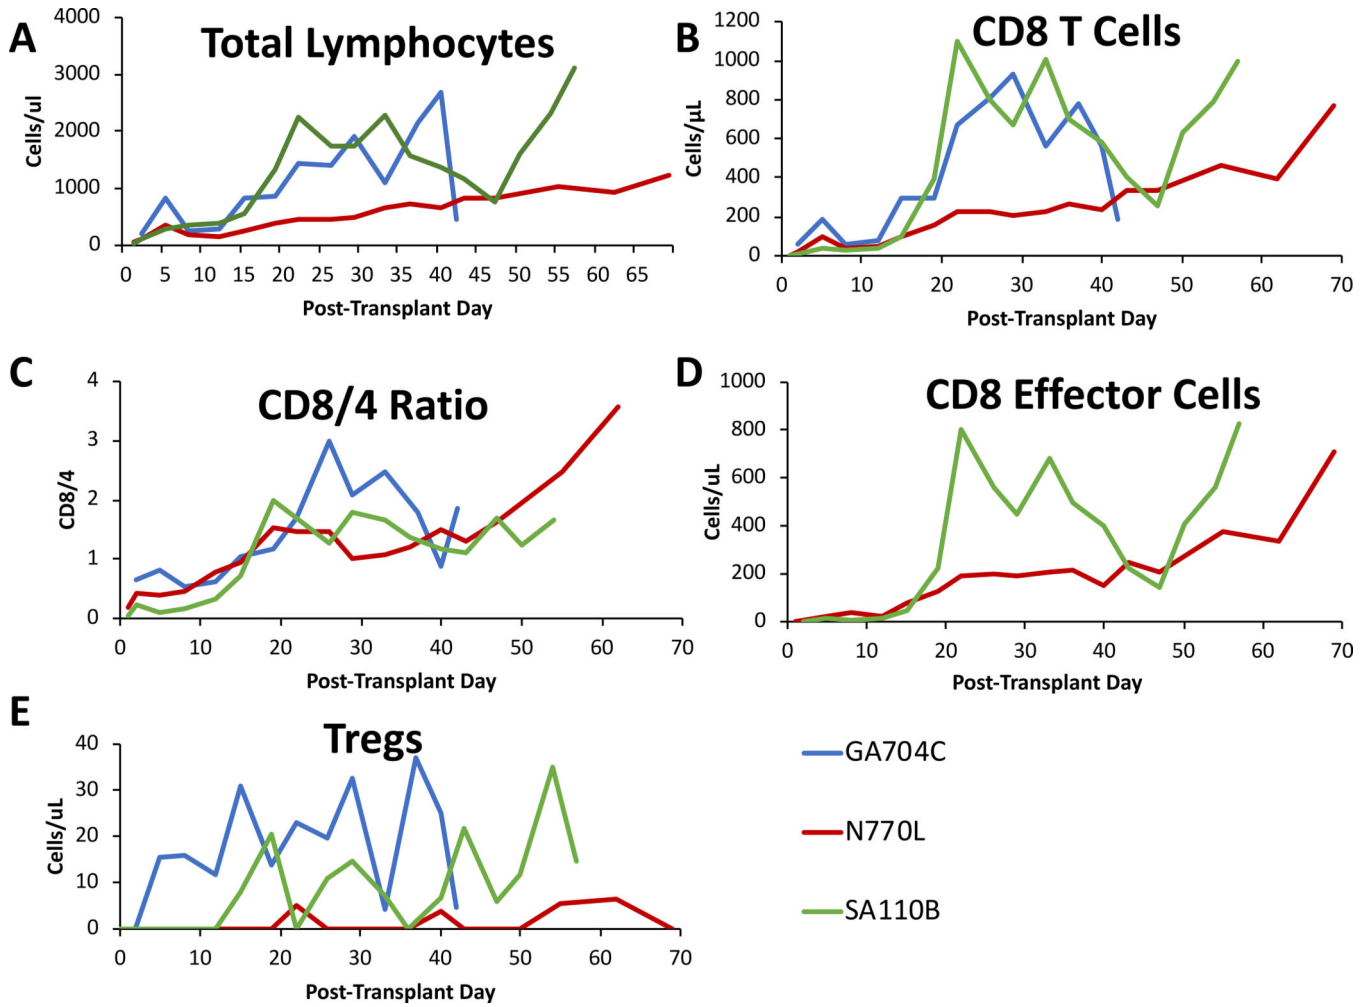 A
Total Lymphocytes
Cells/ul
4000
3000
2000
1000
0
0 5 15 10 15 20 25 30 35 40 45 50 55 60 65
Post-Transplant Day
B
CD8 T Cells
Cells/µL
1200
1000
800
600
400
200
0
0 10 20 30 40 50 60 70
Post-Transplant Day
C
CD8/4 Ratio
CD8/4
4
3
2
1
0
0 10 20 30 40 50 60 70
Post-Transplant Day
D
CD8 Effector Cells
Cells/uL
1000
800
600
400
200
0
0 10 20 30 40 50 60 70
Post-Transplant Day
E
Tregs
Cells/uL
40
30
20
10
0
0 10 20 30 40 50 60 70
Post-Transplant Day
GA704C
N770L
SA110B